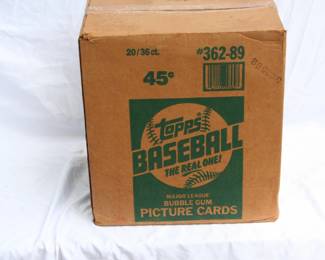 20/36 ct.
#362-89
45¢
Topps
BASEBALL
THE REAL ONE!
MAJOR LEAGUE
BUBBLE GUM
PICTURE CARDS